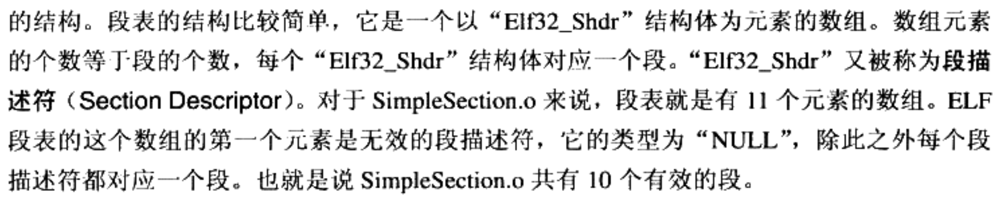 的结构。段表的结构比较简单，它是一个以“Elf32_Shdr”结构体为元素的数组。数组元素
的个数等于段的个数，每个“Elf32_Shdr”结构体对应一个段。“Elf32_Shdr”又被称为段描
述符（Section Descriptor）。对于 SimpleSection.o 来说，段表就是有 11 个元素的数组。ELF
段表的这个数组的第一个元素是无效的段描述符，它的类型为“NULL”，除此之外每个段
描述符都对应一个段。也就是说 SimpleSection.o 共有 10 个有效的段。